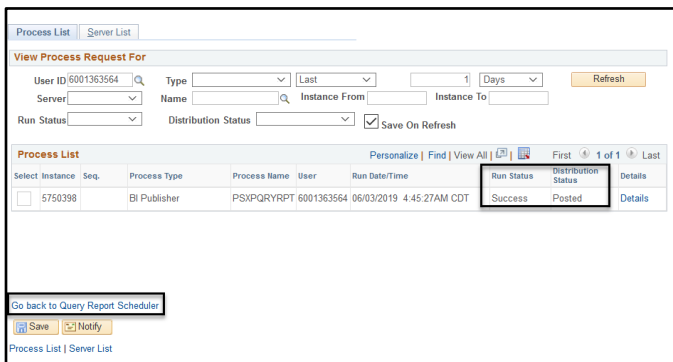 Process List Server List
View Process Request For
User ID 6001363564 Type Last 1 Days Refresh
Server Name Instance From Instance To
Run Status Distribution Status Save On Refresh
Process List Personalize | Find | View All | First 1 of 1 Last
Select Instance Seq. Process Type Process Name User Run Date/Time Run Status Distribution Status Details
5750398 BI Publisher PSXPQRYRPT 6001363564 06/03/2019 4:45:27AM CDT Success Posted Details
Go back to Query Report Scheduler
Save Notify
Process List | Server List